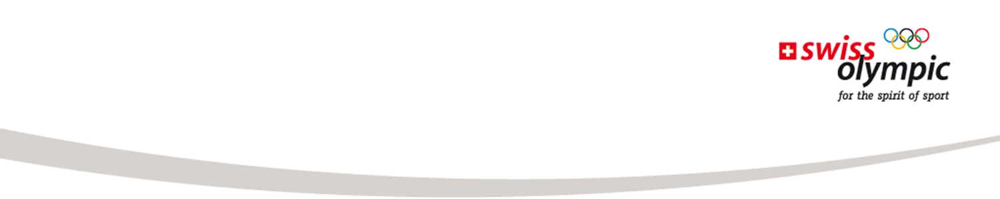 swiss
olympic
for the spirit of sport